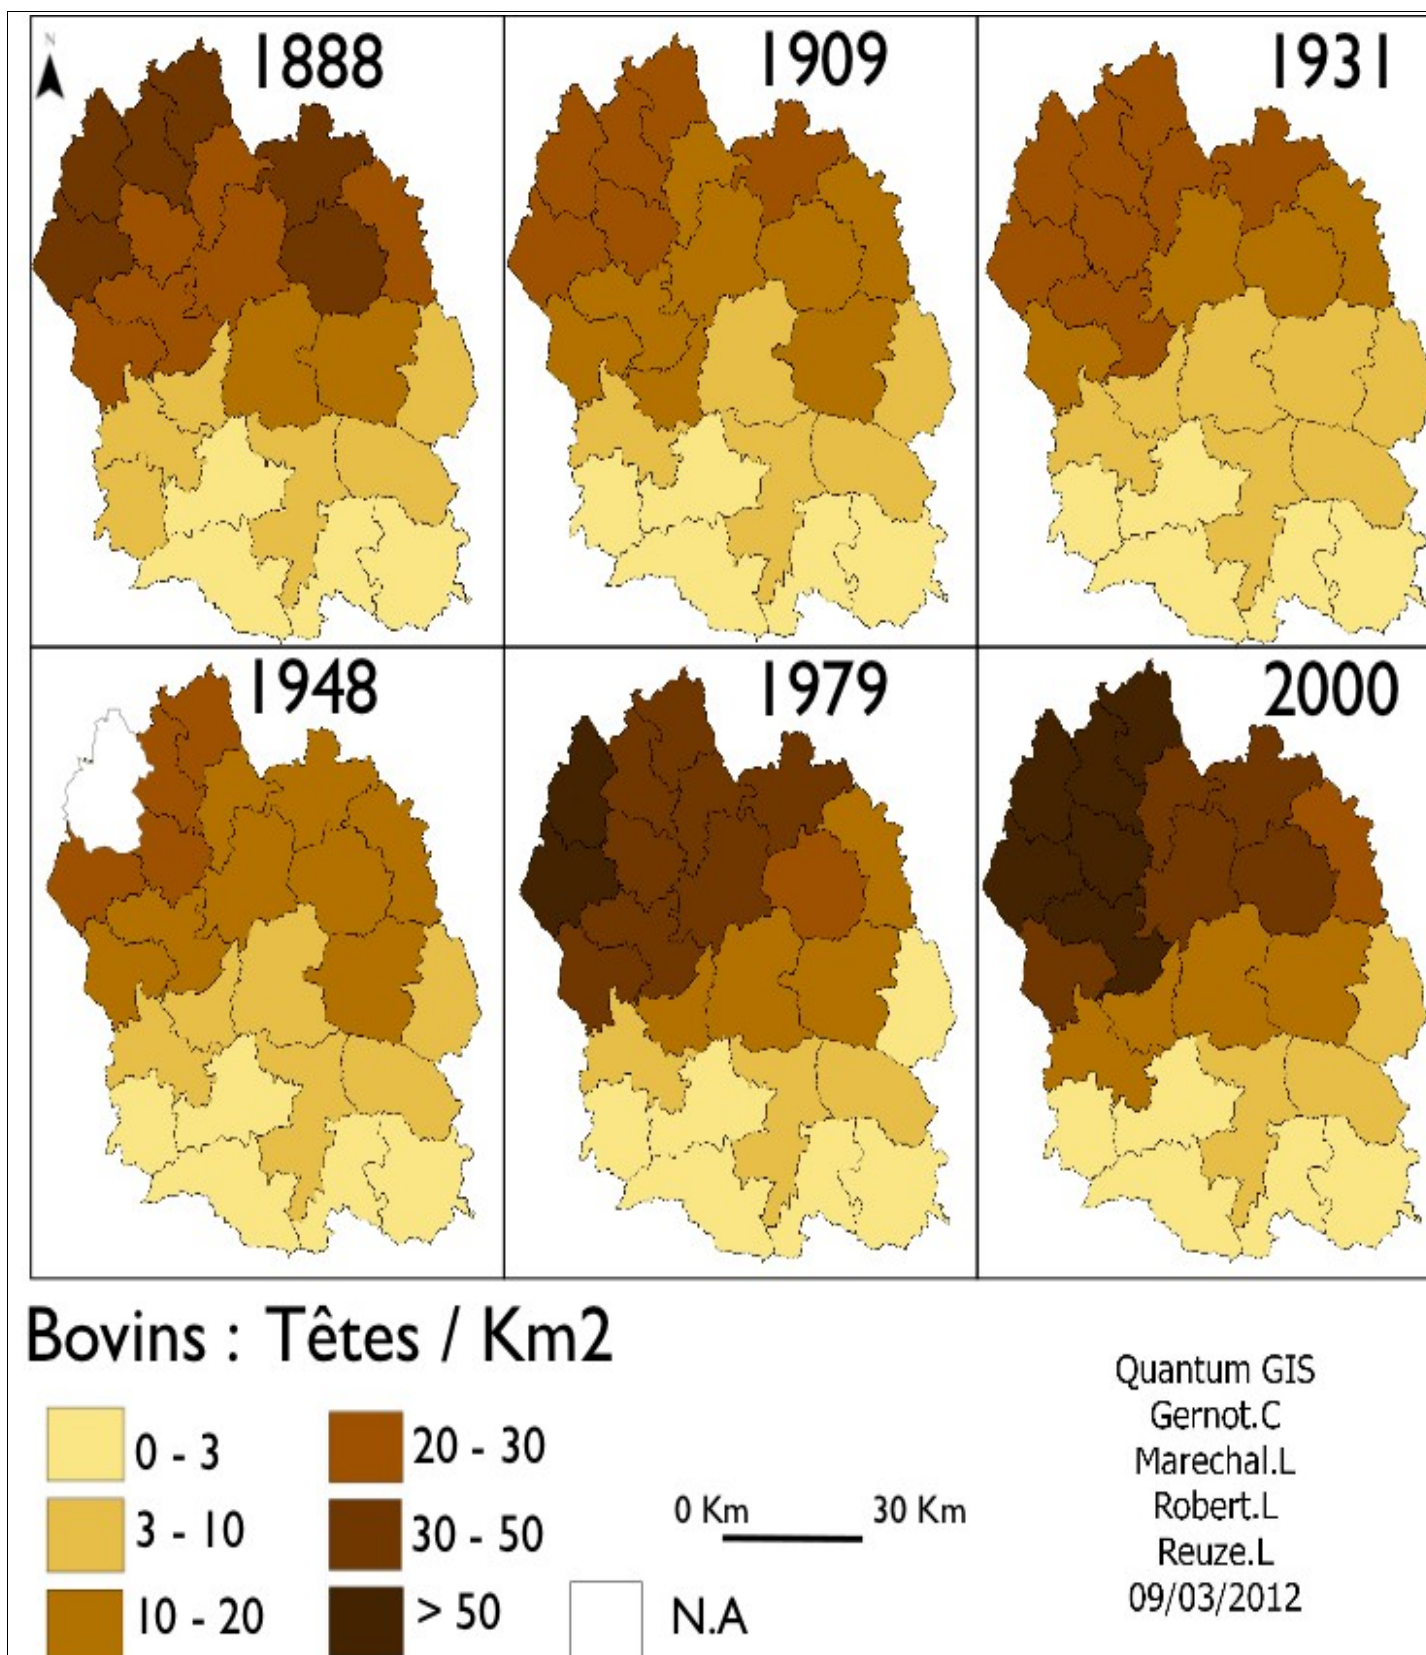 N
1888
1909
1931
1948
1979
2000
Bovins : Têtes / Km2
0 - 3
3 - 10
10 - 20
20 - 30
30 - 50
> 50
N.A
0 Km
30 Km
Quantum GIS
Gernot.C
Marechal.L
Robert.L
Reuze.L
09/03/2012